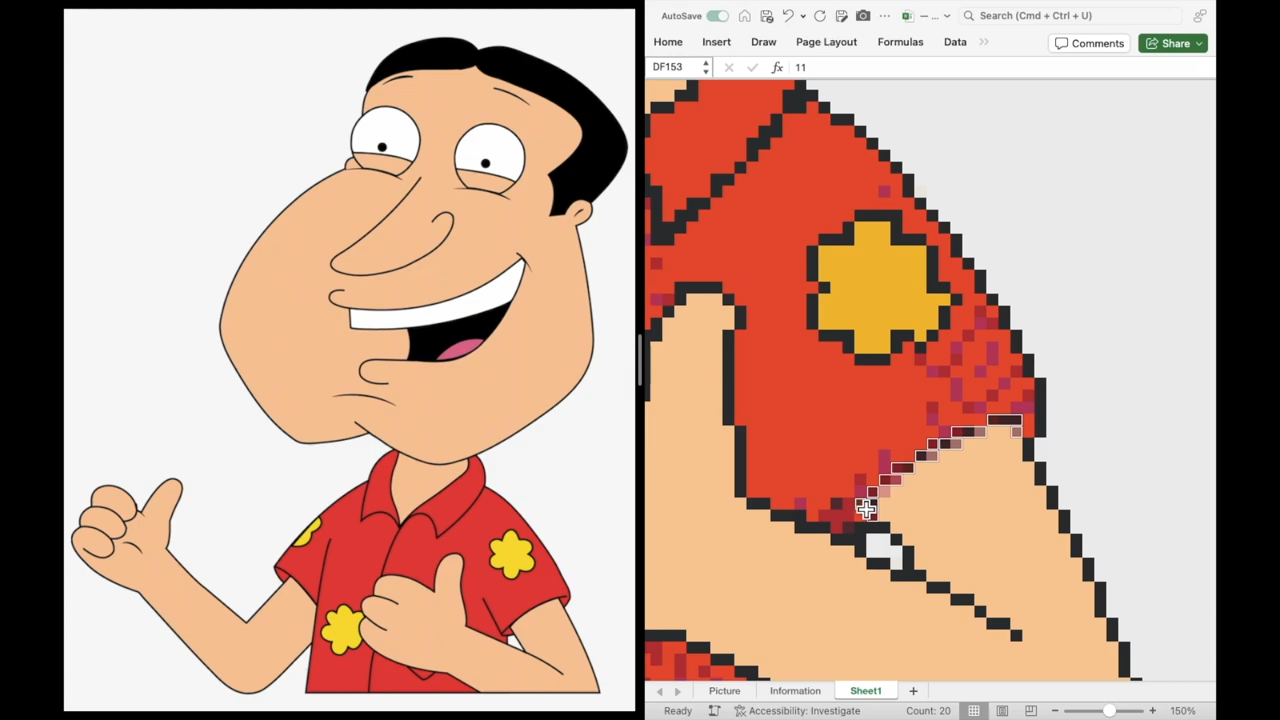 AutoSave
Search (Cmd + Ctrl + U)
Home Insert Draw Page Layout Formulas Data Comments Share
DF153 fx 11
Picture Information Sheet1
Ready Accessibility: Investigate Count: 20 150%